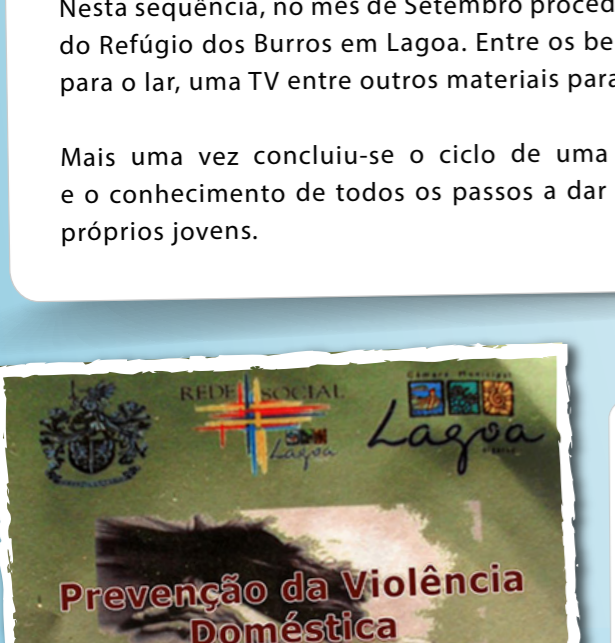 Nesta sequência, no mês de Setembro proced
do Refúgio dos Burros em Lagoa. Entre os be
para o lar, uma TV entre outros materiais para
Mais uma vez concluiu-se o ciclo de uma
e o conhecimento de todos os passos a dar
próprios jovens.
REDE SOCIAL
Lagoa
Câmara Municipal
Lagoa
Prevenção da Violência
Doméstica